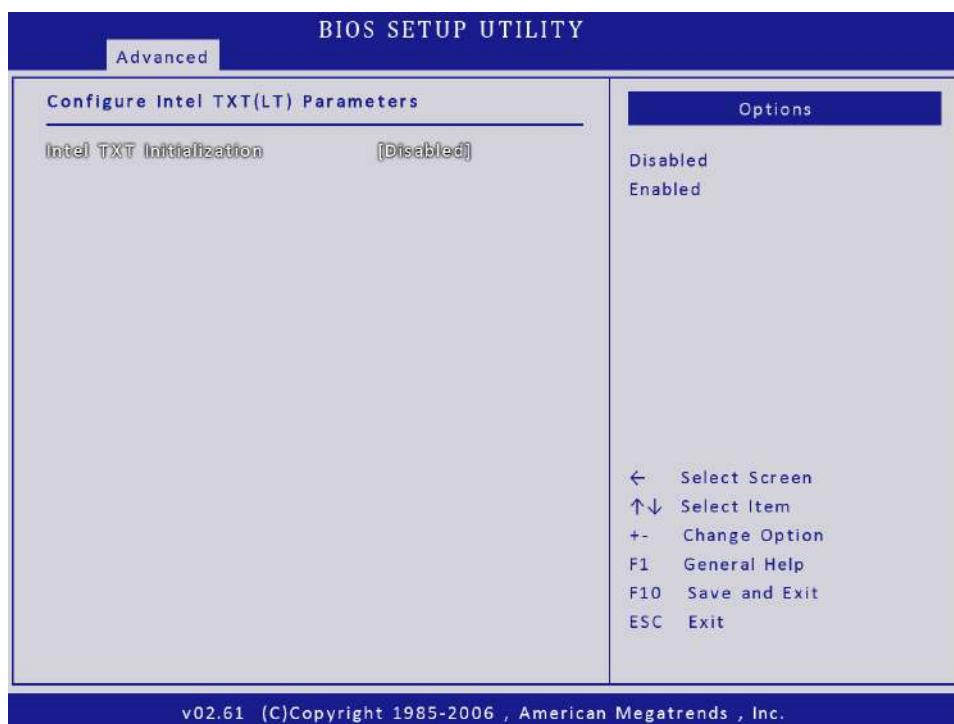 BIOS SETUP UTILITY
Advanced
Configure Intel TXT(LT) Parameters
Intel TXT Initialization [Disabled]
Options
Disabled
Enabled
← Select Screen
↑↓ Select Item
+- Change Option
F1 General Help
F10 Save and Exit
ESC Exit
v02.61 (C)Copyright 1985-2006 , American Megatrends , Inc.